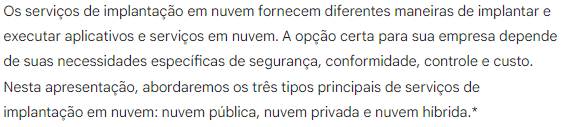 Os serviços de implantação em nuvem fornecem diferentes maneiras de implantar e
executar aplicativos e serviços em nuvem. A opção certa para sua empresa depende
de suas necessidades específicas de segurança, conformidade, controle e custo.
Nesta apresentação, abordaremos os três tipos principais de serviços de
implantação em nuvem: nuvem pública, nuvem privada e nuvem híbrida.*